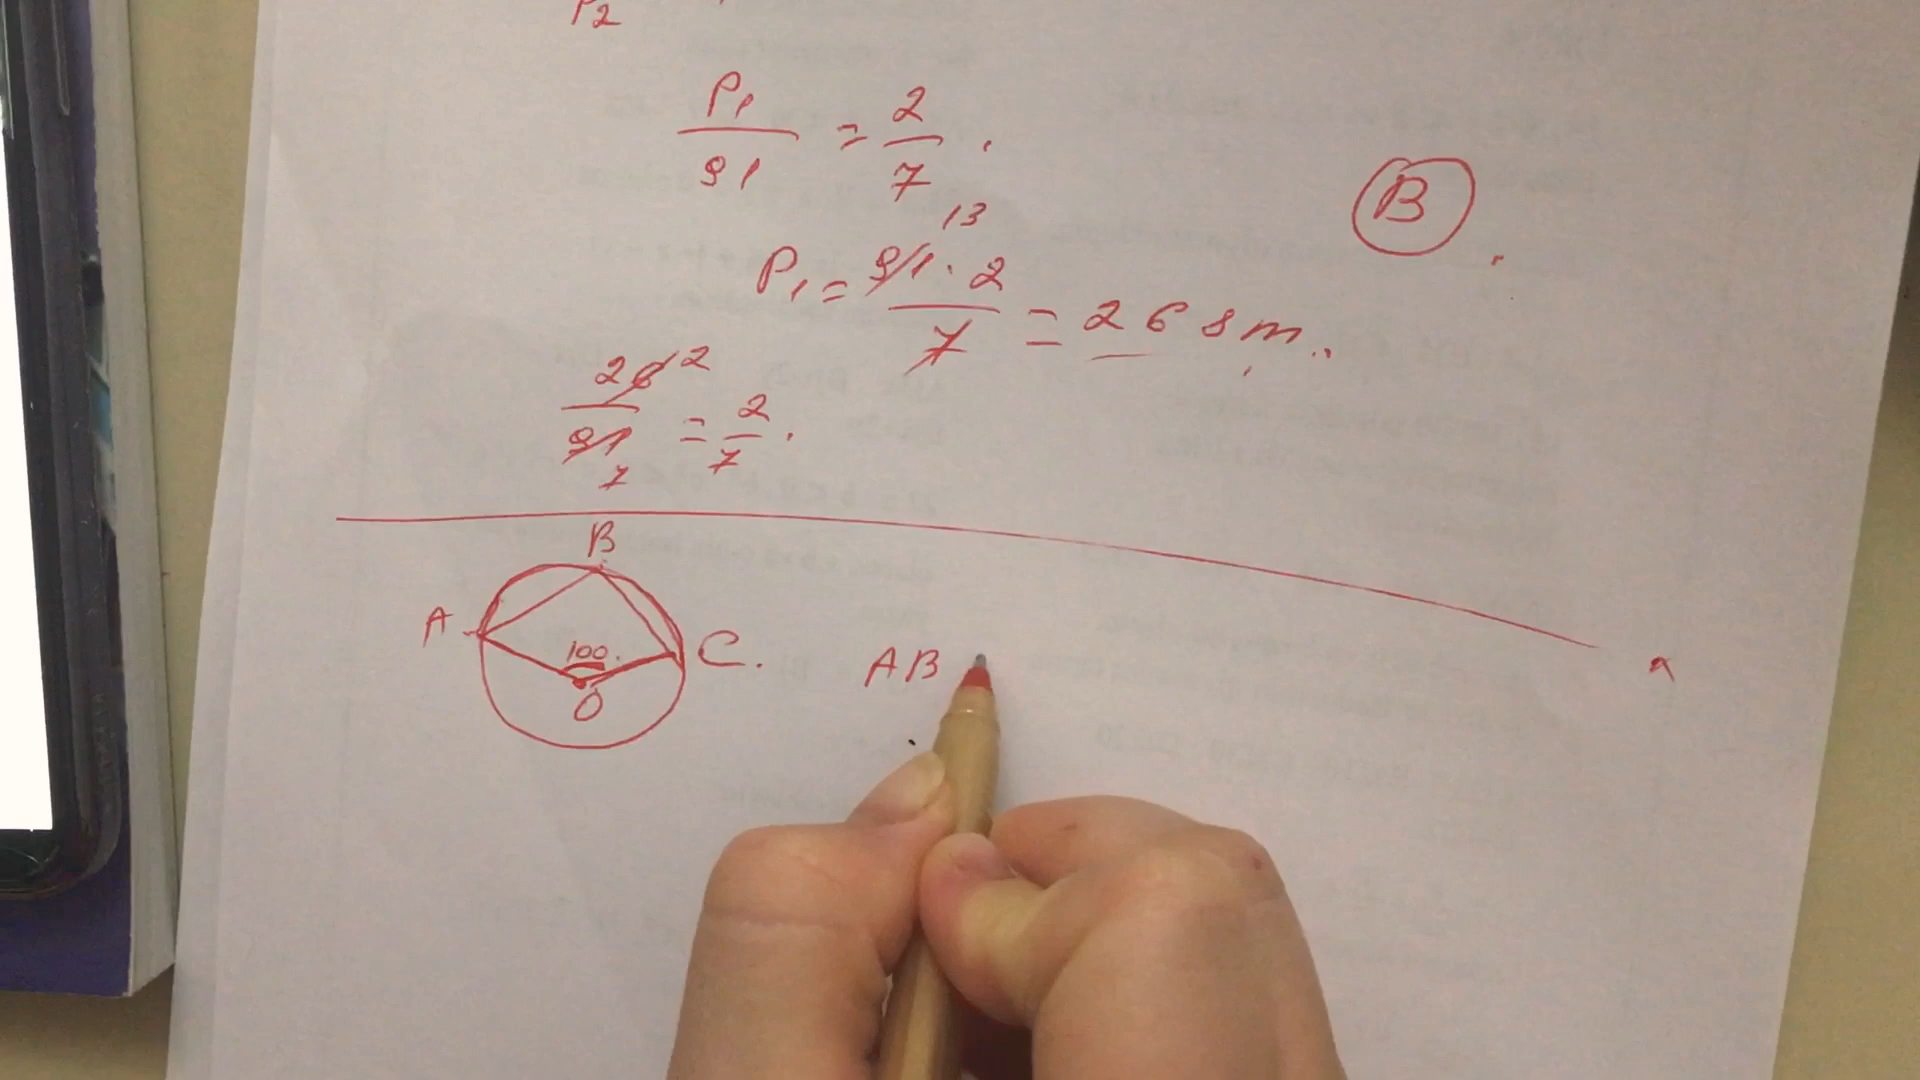 P2
P1/91 = 2/7 .
B .
13
P1 = 91 · 2/7 = 26 sm .
26 2/91 7 = 2/7 .
B
A
100
C .
O
AB